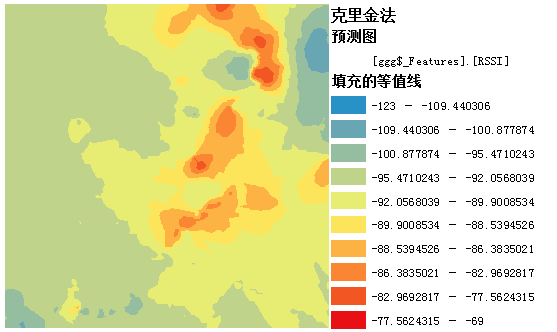 克里金法
预测图
[ggg$_Features].[RSSI]
填充的等值线
-123 — -109.440306
-109.440306 — -100.877874
-100.877874 — -95.4710243
-95.4710243 — -92.0568039
-92.0568039 — -89.9008534
-89.9008534 — -88.5394526
-88.5394526 — -86.3835021
-86.3835021 — -82.9692817
-82.9692817 — -77.5624315
-77.5624315 — -69